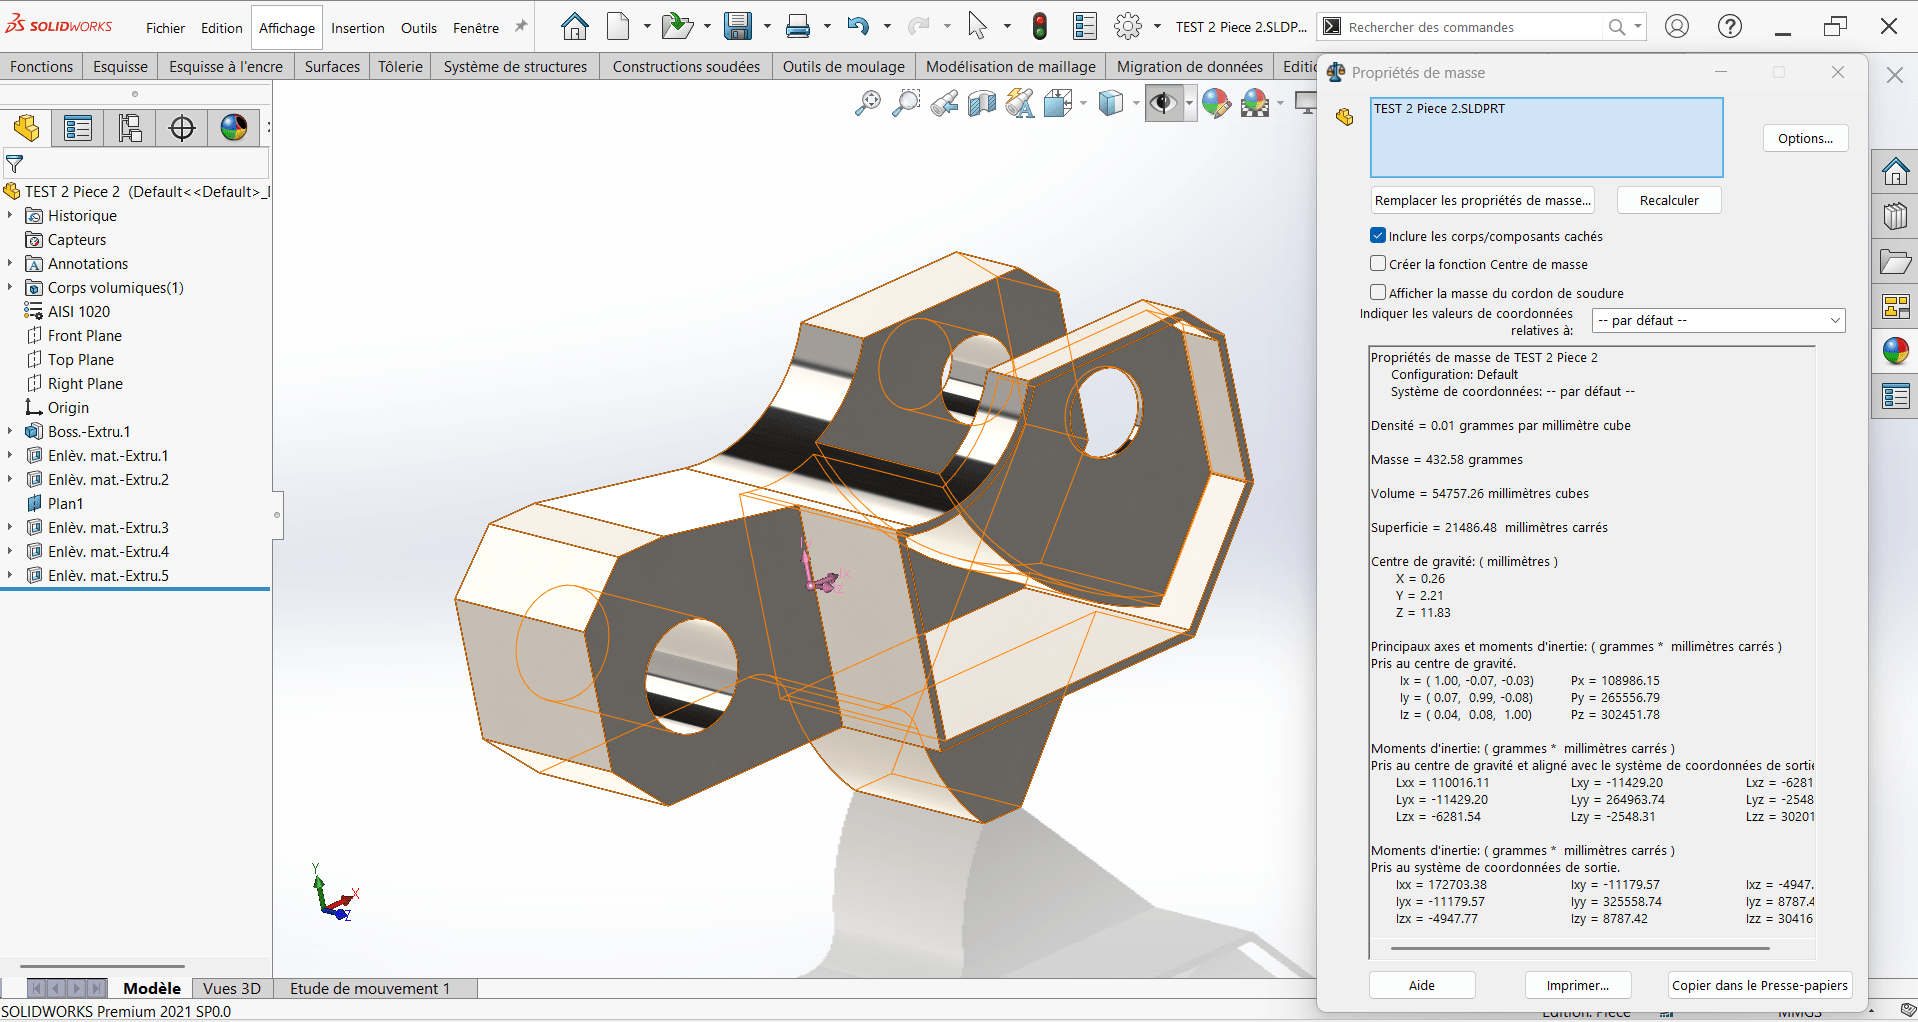 SOLIDWORKS
Fichier
Edition
Affichage
Insertion
Outils
Fenêtre
TEST 2 Piece 2.SLDP...
Rechercher des commandes
Fonctions
Esquisse
Esquisse à l'encre
Surfaces
Tôlerie
Système de structures
Constructions soudées
Outils de moulage
Modélisation de maillage
Migration de données
Editi
TEST 2 Piece 2 (Default<<Default>_
Historique
Capteurs
Annotations
Corps volumiques(1)
AISI 1020
Front Plane
Top Plane
Right Plane
Origin
Boss.-Extru.1
Enlèv. mat.-Extru.1
Enlèv. mat.-Extru.2
Plan1
Enlèv. mat.-Extru.3
Enlèv. mat.-Extru.4
Enlèv. mat.-Extru.5
Y
X
Z
Modèle
Vues 3D
Etude de mouvement 1
SOLIDWORKS Premium 2021 SP0.0
Propriétés de masse
TEST 2 Piece 2.SLDPRT
Options...
Remplacer les propriétés de masse...
Recalculer
Inclure les corps/composants cachés
Créer la fonction Centre de masse
Afficher la masse du cordon de soudure
Indiquer les valeurs de coordonnées
relatives à:
-- par défaut --
Propriétés de masse de TEST 2 Piece 2
Configuration: Default
Système de coordonnées: -- par défaut --
Densité = 0.01 grammes par millimètre cube
Masse = 432.58 grammes
Volume = 54757.26 millimètres cubes
Superficie = 21486.48 millimètres carrés
Centre de gravité: ( millimètres )
X = 0.26
Y = 2.21
Z = 11.83
Principaux axes et moments d'inertie: ( grammes * millimètres carrés )
Pris au centre de gravité.
Ix = ( 1.00, -0.07, -0.03) Px = 108986.15
Iy = ( 0.07, 0.99, -0.08) Py = 265556.79
Iz = ( 0.04, 0.08, 1.00) Pz = 302451.78
Moments d'inertie: ( grammes * millimètres carrés )
Pris au centre de gravité et aligné avec le système de coordonnées de sortie
Lxx = 110016.11 Lxy = -11429.20 Lxz = -6281
Lyx = -11429.20 Lyy = 264963.74 Lyz = -2548
Lzx = -6281.54 Lzy = -2548.31 Lzz = 30201
Moments d'inertie: ( grammes * millimètres carrés )
Pris au système de coordonnées de sortie.
Ixx = 172703.38 Ixy = -11179.57 Ixz = -4947.
Iyx = -11179.57 Iyy = 325558.74 Iyz = 8787.4
Izx = -4947.77 Izy = 8787.42 Izz = 30416
Aide
Imprimer...
Copier dans le Presse-papiers
Edition: Pièce
MMGS